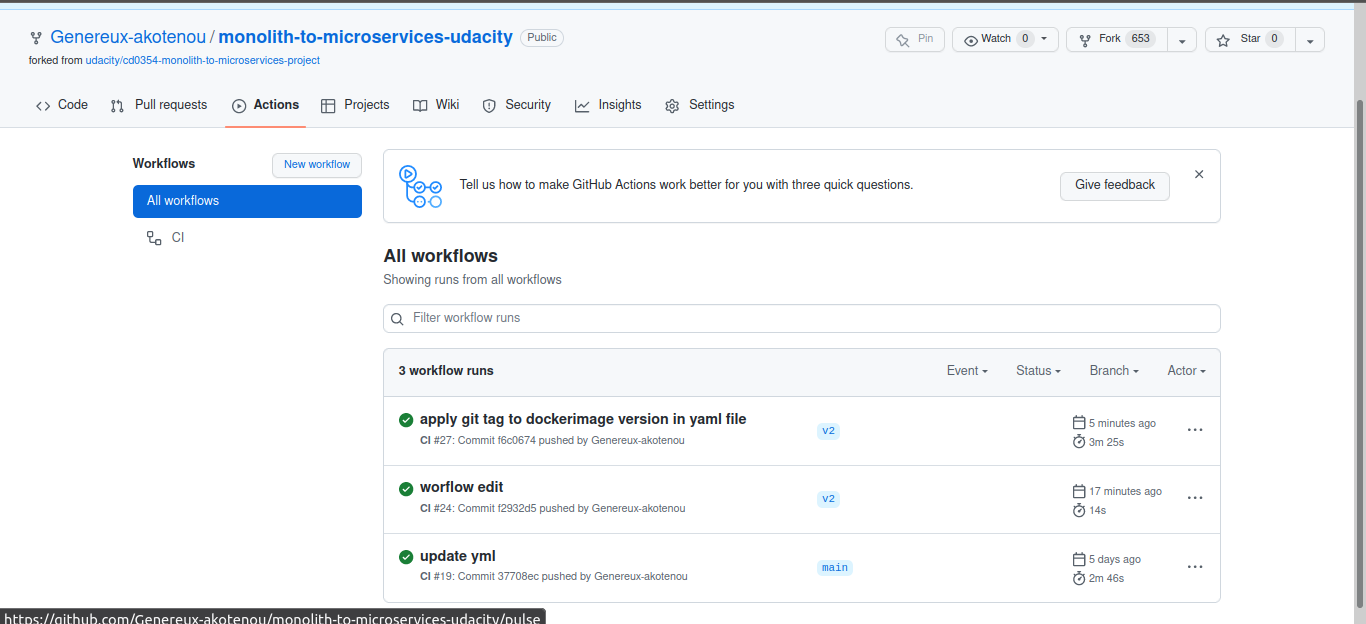 Genereux-akotenou / monolith-to-microservices-udacity Public
Pin Watch 0 Fork 653 Star 0
forked from udacity/cd0354-monolith-to-microservices-project
Code Pull requests Actions Projects Wiki Security Insights Settings
Workflows New workflow
All workflows
CI
Tell us how to make GitHub Actions work better for you with three quick questions. Give feedback
All workflows
Showing runs from all workflows
Filter workflow runs
3 workflow runs Event Status Branch Actor
apply git tag to dockerimage version in yaml file
CI #27: Commit f6c0674 pushed by Genereux-akotenou
v2
5 minutes ago
3m 25s
worflow edit
CI #24: Commit f2932d5 pushed by Genereux-akotenou
v2
17 minutes ago
14s
update yml
CI #19: Commit 37708ec pushed by Genereux-akotenou
main
5 days ago
2m 46s
https://github.com/Genereux-akotenou/monolith-to-microservices-udacity/pulse